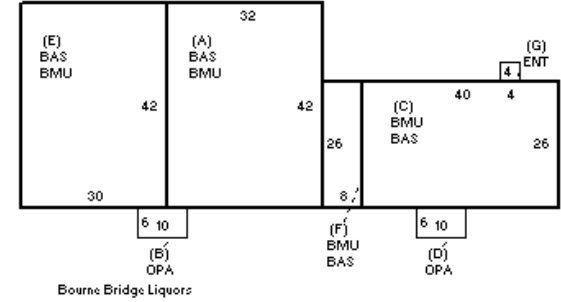 32
(E)
BAS
BMU
(A)
BAS
BMU
(G)
ENT
4
42
42
40
4
(C)
BMU
BAS
26
26
30
8
6 10
(B)
OPA
(F)
BMU
BAS
6 10
(D)
OPA
Bourne Bridge Liquors